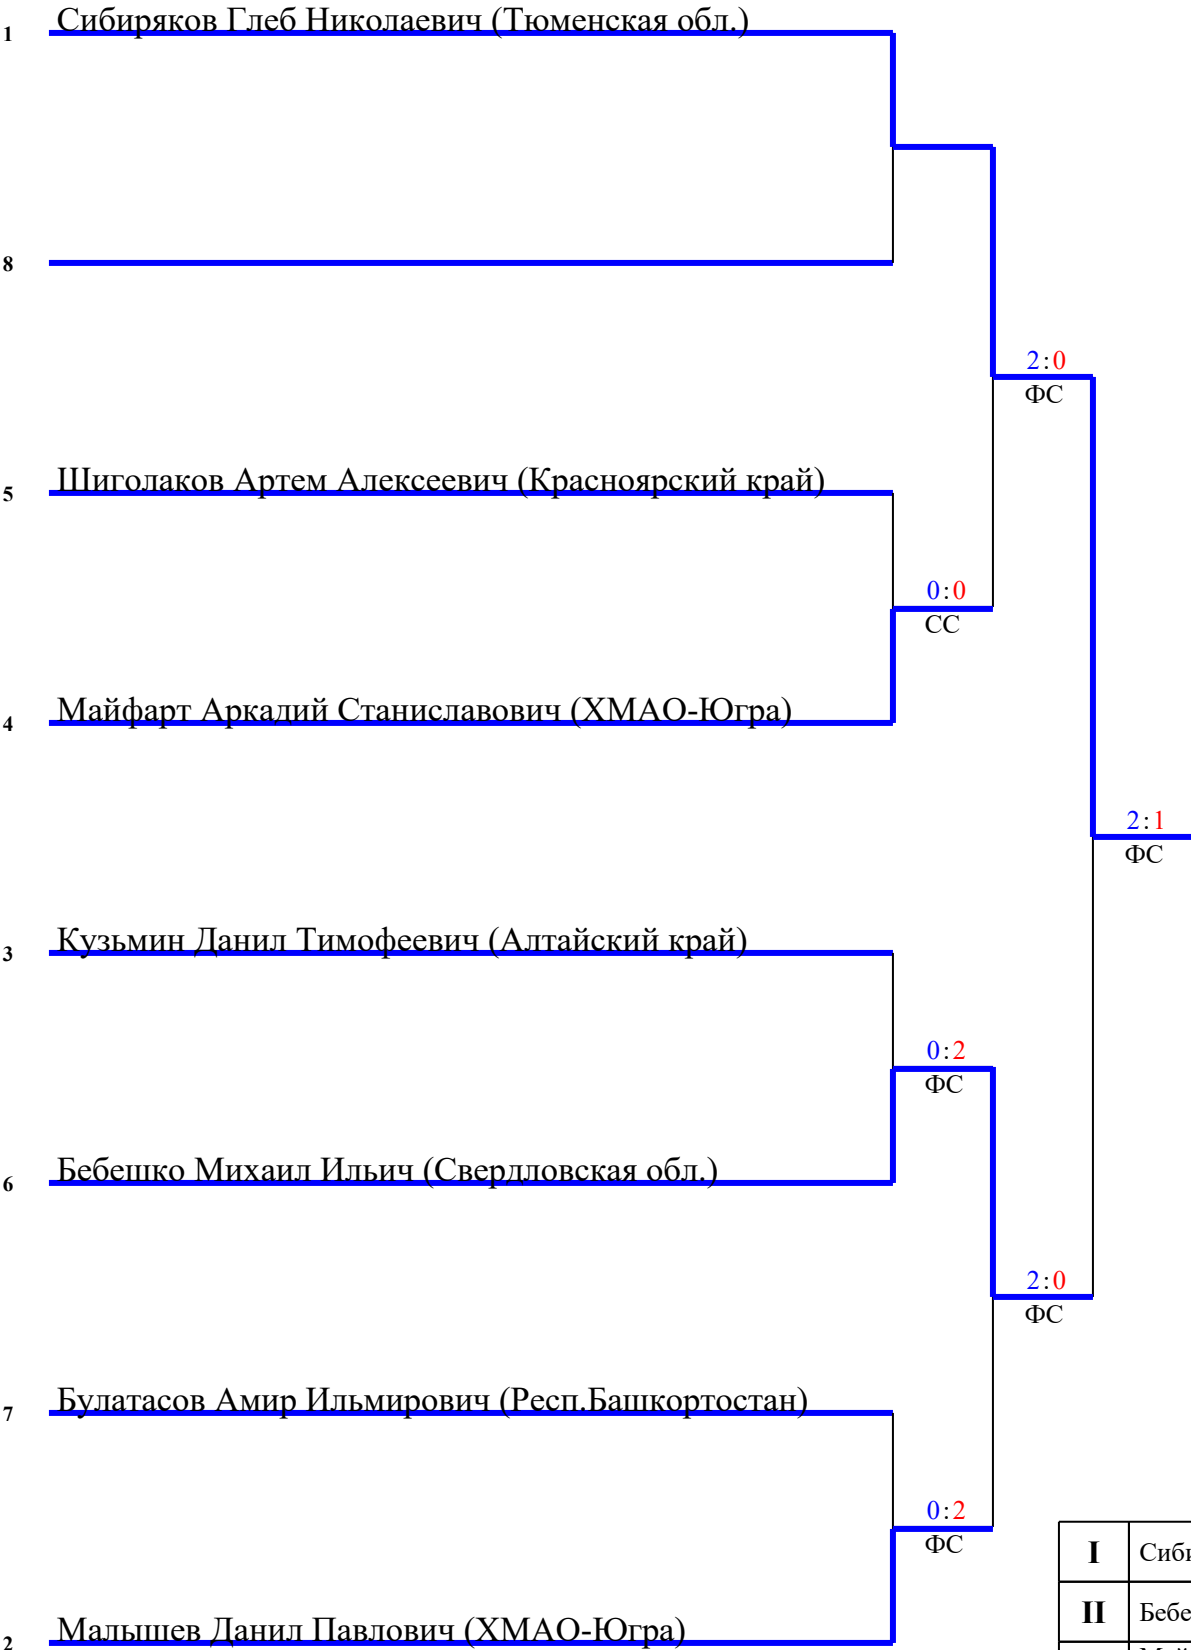 1 Сибиряков Глеб Николаевич (Тюменская обл.)
8
2:0
ФС
5 Шиголаков Артем Алексеевич (Красноярский край)
0:0
СС
4 Майфарт Аркадий Станиславович (ХМАО-Югра)
2:1
ФС
3 Кузьмин Данил Тимофеевич (Алтайский край)
0:2
ФС
6 Бебешко Михаил Ильич (Свердловская обл.)
2:0
ФС
7 Булатасов Амир Ильмирович (Респ.Башкортостан)
0:2
ФС
I Сиби
II Бебе
2 Малышев Данил Павлович (ХМАО-Югра)